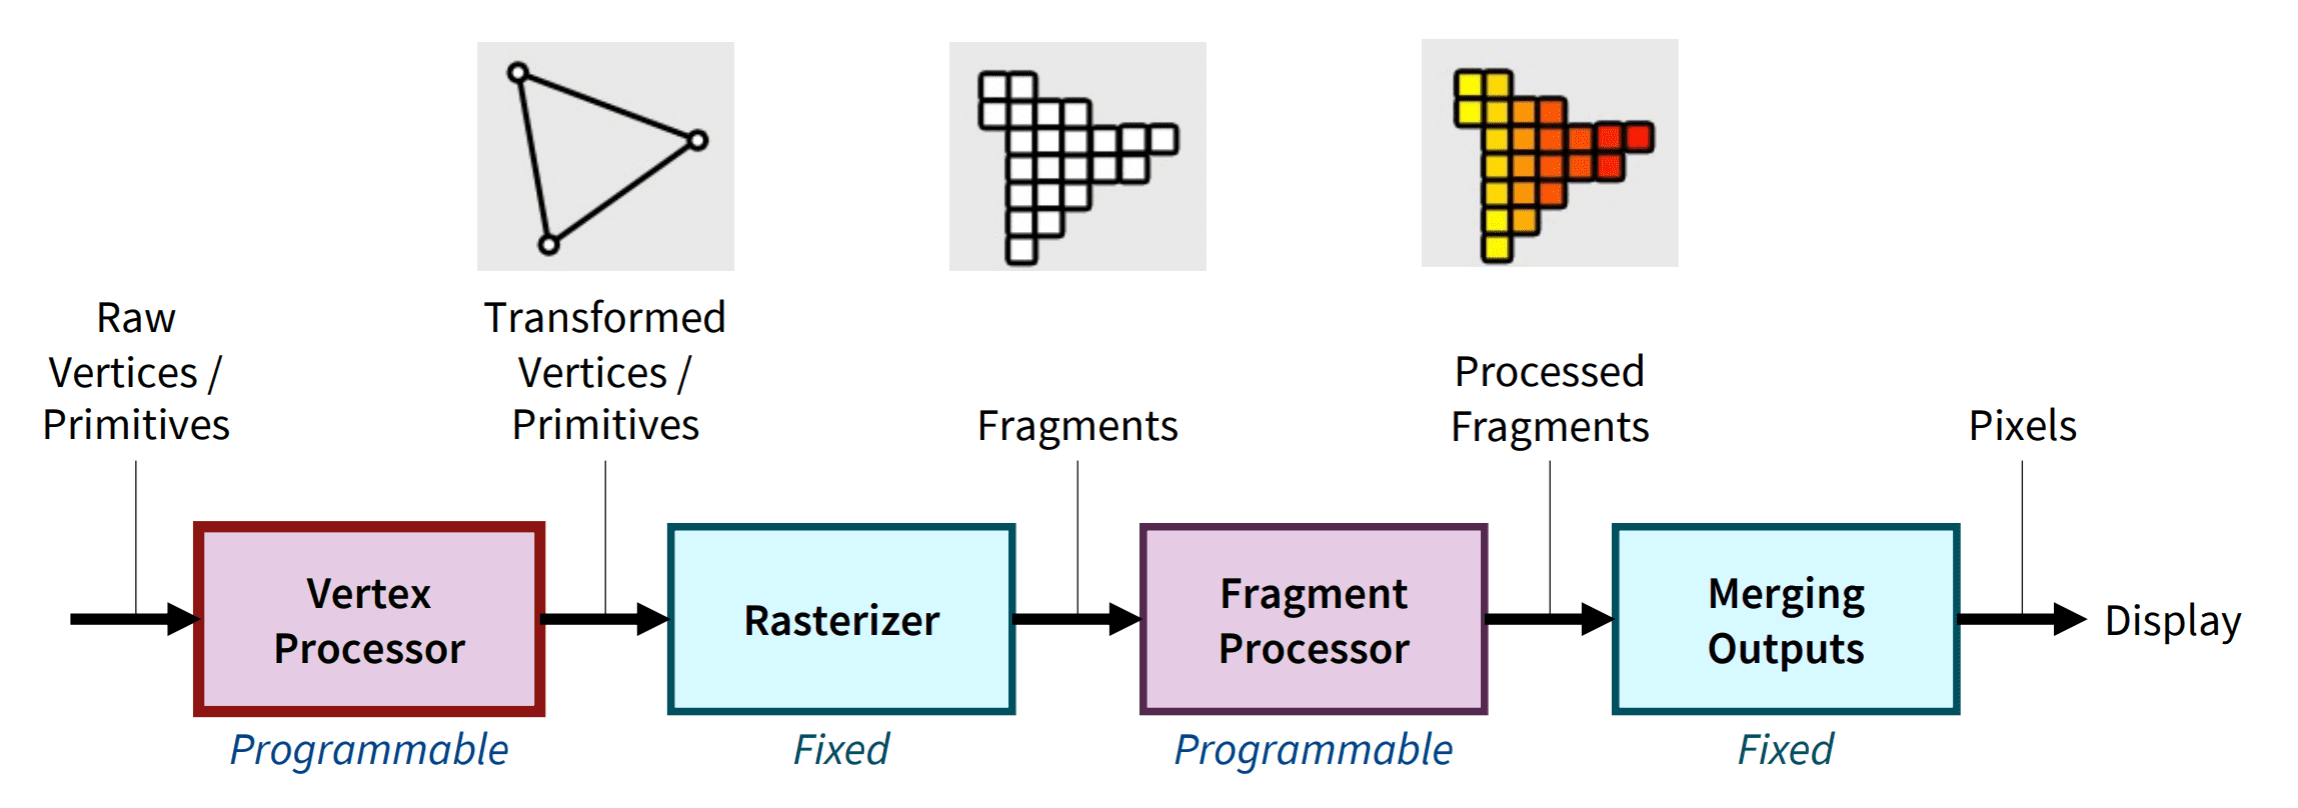 Raw
Vertices /
Primitives
Transformed
Vertices /
Primitives
Fragments
Processed
Fragments
Pixels
Vertex
Processor
Rasterizer
Fragment
Processor
Merging
Outputs
Display
Programmable
Fixed
Programmable
Fixed